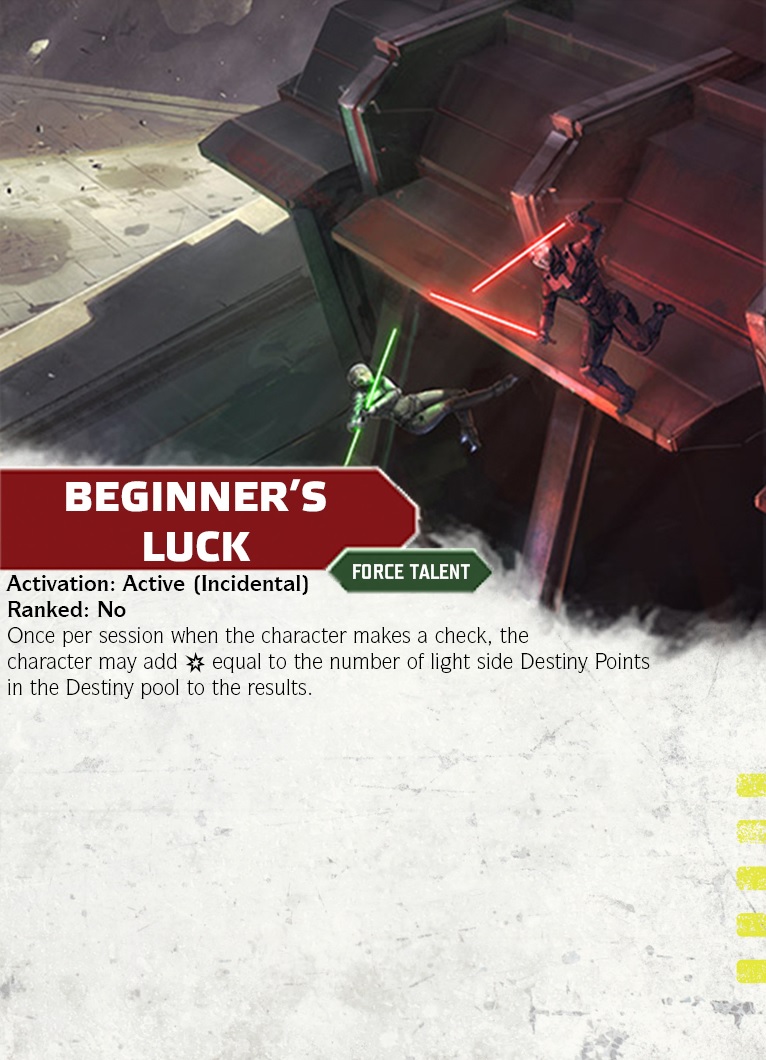 BEGINNER'S
LUCK
FORCE TALENT
Activation: Active (Incidental)
Ranked: No
Once per session when the character makes a check, the
character may add equal to the number of light side Destiny Points
in the Destiny pool to the results.